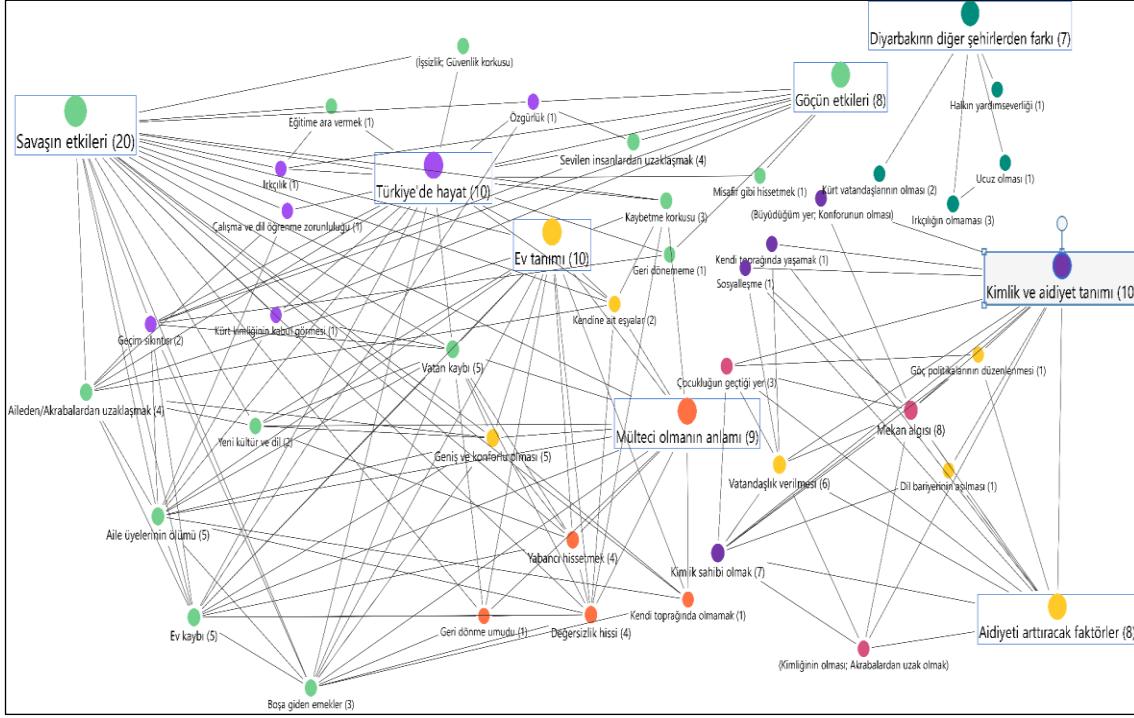 Diyarbakırın diğer şehirlerden farkı (7)
(İşsizlik; Güvenlik korkusu)
Göçün etkileri (8)
Halkın yardımseverliği (1)
Savaşın etkileri (20)
Eğitime ara vermek (1)
Özgürlük (1)
Sevilen insanlardan uzaklaşmak (4)
Ucuz olması (1)
Irkçılık (1)
Türkiye'de hayat (10)
Misafir gibi hissetmek (1)
Kürt vatandaşlarının olması (2)
(Büyüdüğüm yer; Konforunun olması)
Irkçılığın olmaması (3)
Çalışma ve dil öğrenme zorunluluğu (1)
Kaybetme korkusu (3)
Ev tanımı (10)
Geri dönememe (1)
Kendi toprağında yaşamak (1)
Sosyalleşme (1)
Kimlik ve aidiyet tanımı (10)
Kendine ait eşyalar (2)
Geçim sıkıntısı (2)
Kürt kimliğinin kabul görmesi (1)
Vatan kaybı (5)
Çocukluğun geçtiği yer (3)
Göç politikalarının düzenlenmesi (1)
Aileden/Akrabalardan uzaklaşmak (4)
Yeni kültür ve dil (2)
Mülteci olmanın anlamı (9)
Mekan algısı (8)
Geniş ve konforlu olması (5)
Vatandaşlık verilmesi (6)
Dil bariyerinin aşılması (1)
Aile üyelerinin ölümü (5)
Yabancı hissetmek (4)
Kimlik sahibi olmak (7)
Kendi toprağında olmamak (1)
Ev kaybı (5)
Geri dönme umudu (1)
Değersizlik hissi (4)
Aidiyeti arttıracak faktörler (8)
(Kimliğinin olması; Akrabalardan uzak olmak)
Boşa giden emekler (3)